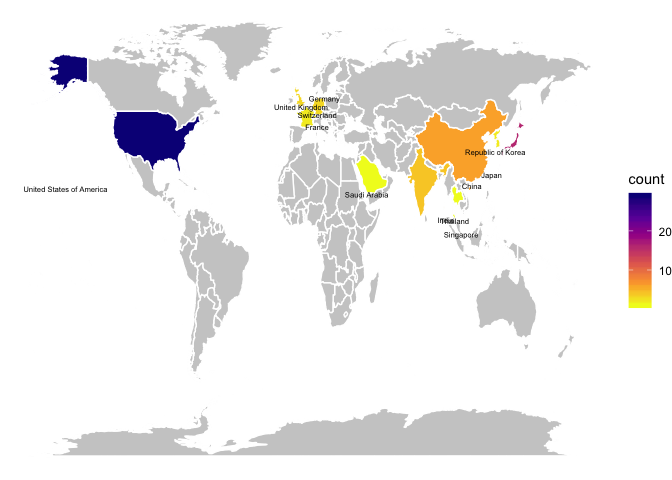 Germany
United Kingdom
Switzerland
France
Republic of Korea
Japan
China
United States of America
Saudi Arabia
India
Thailand
Singapore
count
20
10